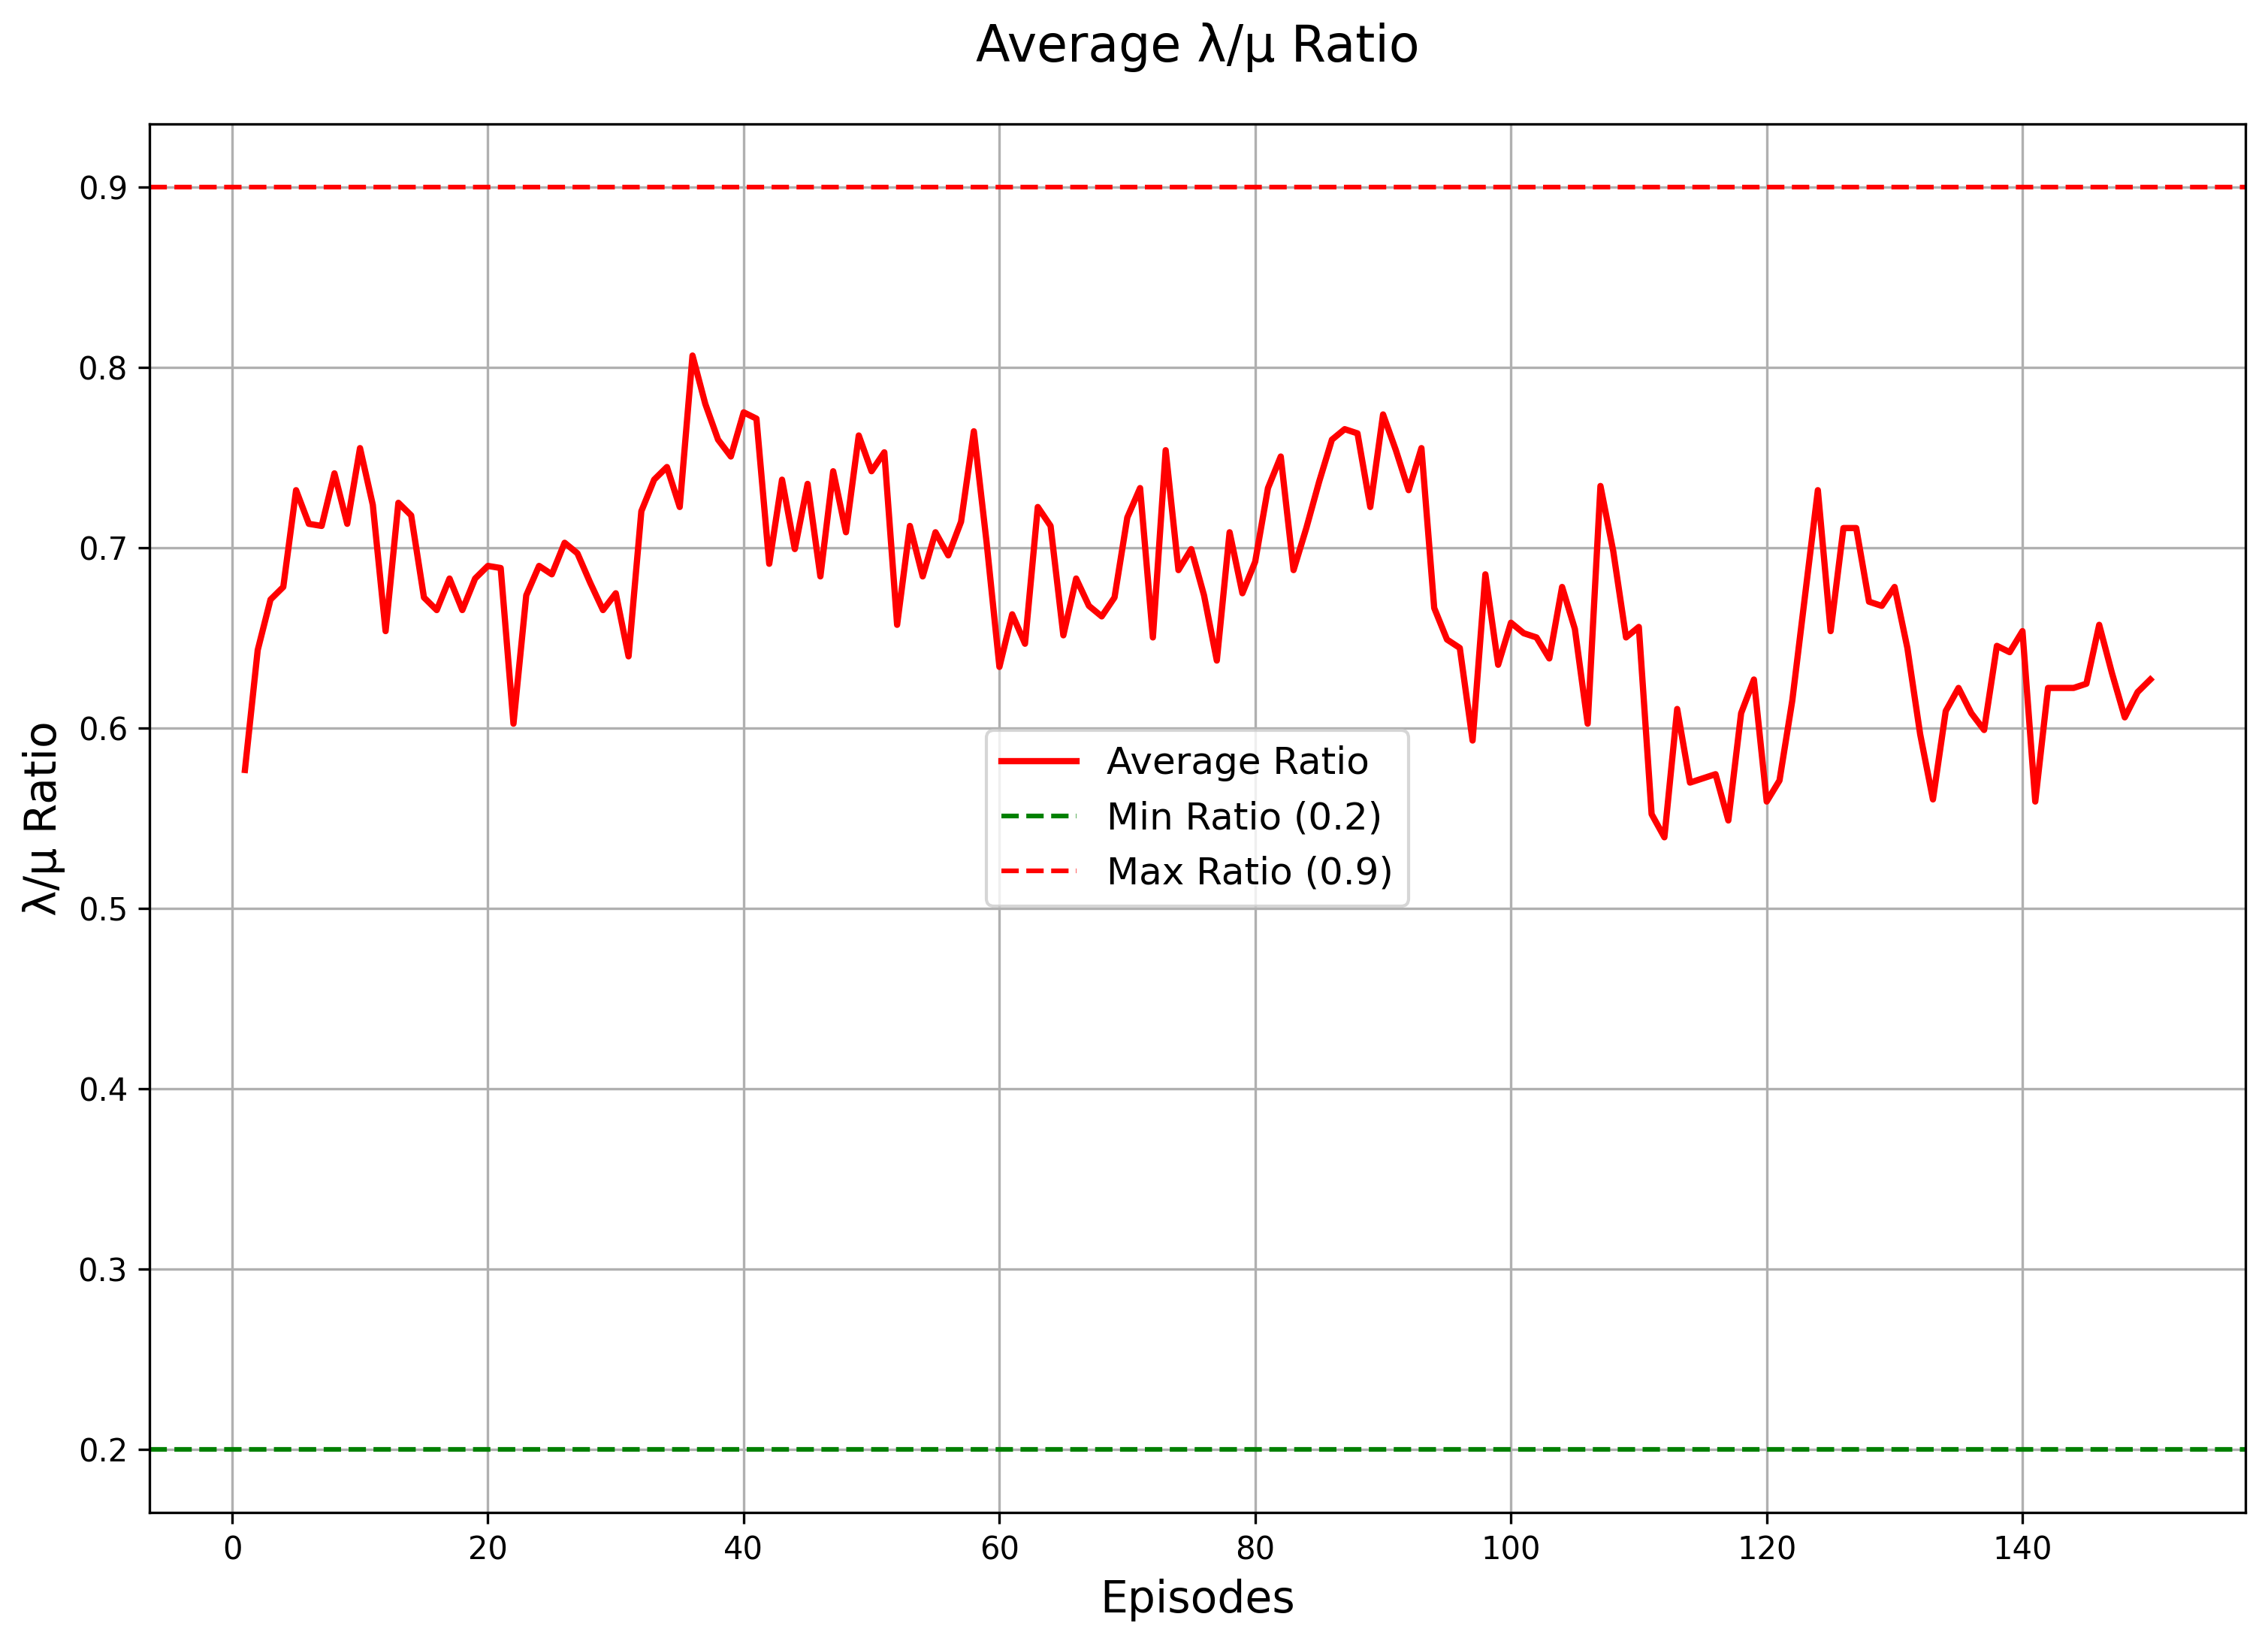 Average λ/μ Ratio
0.9
0.8
0.7
0.6
0.5
0.4
0.3
0.2
λ/μ Ratio
Average Ratio
Min Ratio (0.2)
Max Ratio (0.9)
0 20 40 60 80 100 120 140
Episodes